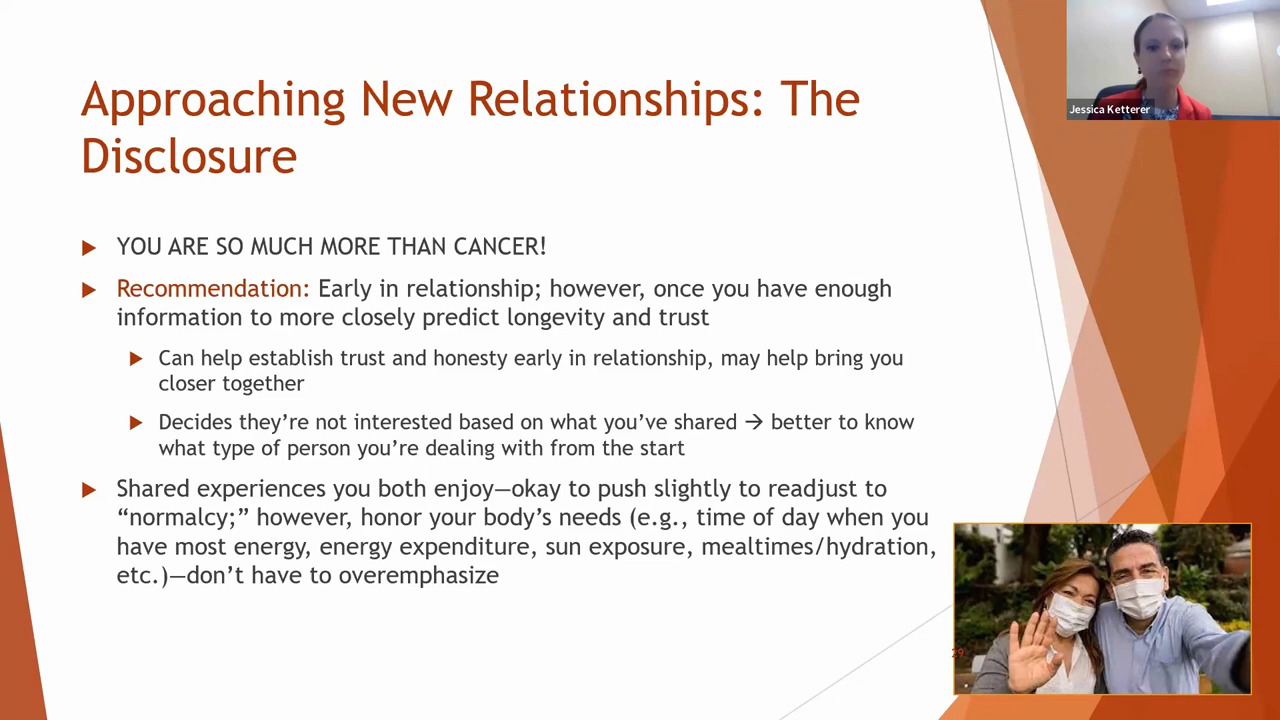 Approaching New Relationships: The
Disclosure
Jessica Ketterer
YOU ARE SO MUCH MORE THAN CANCER!
Recommendation: Early in relationship; however, once you have enough
information to more closely predict longevity and trust
Can help establish trust and honesty early in relationship, may help bring you
closer together
Decides they’re not interested based on what you’ve shared → better to know
what type of person you’re dealing with from the start
Shared experiences you both enjoy—okay to push slightly to readjust to
“normalcy;” however, honor your body’s needs (e.g., time of day when you
have most energy, energy expenditure, sun exposure, mealtimes/hydration,
etc.)—don’t have to overemphasize
29